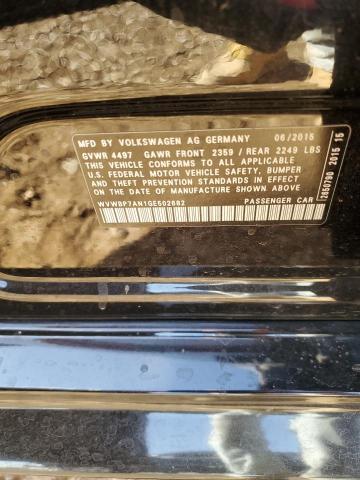 MFD BY VOLKSWAGEN AG GERMANY 06/2015
GVWR 4497 GAWR FRONT 2359 / REAR 2249 LBS
THIS VEHICLE CONFORMS TO ALL APPLICABLE
U.S. FEDERAL MOTOR VEHICLE SAFETY, BUMPER
AND THEFT PREVENTION STANDARDS IN EFFECT
ON THE DATE OF MANUFACTURE SHOWN ABOVE
WVWBP7AN1GE502682 PASSENGER CAR
2850790 2015 15